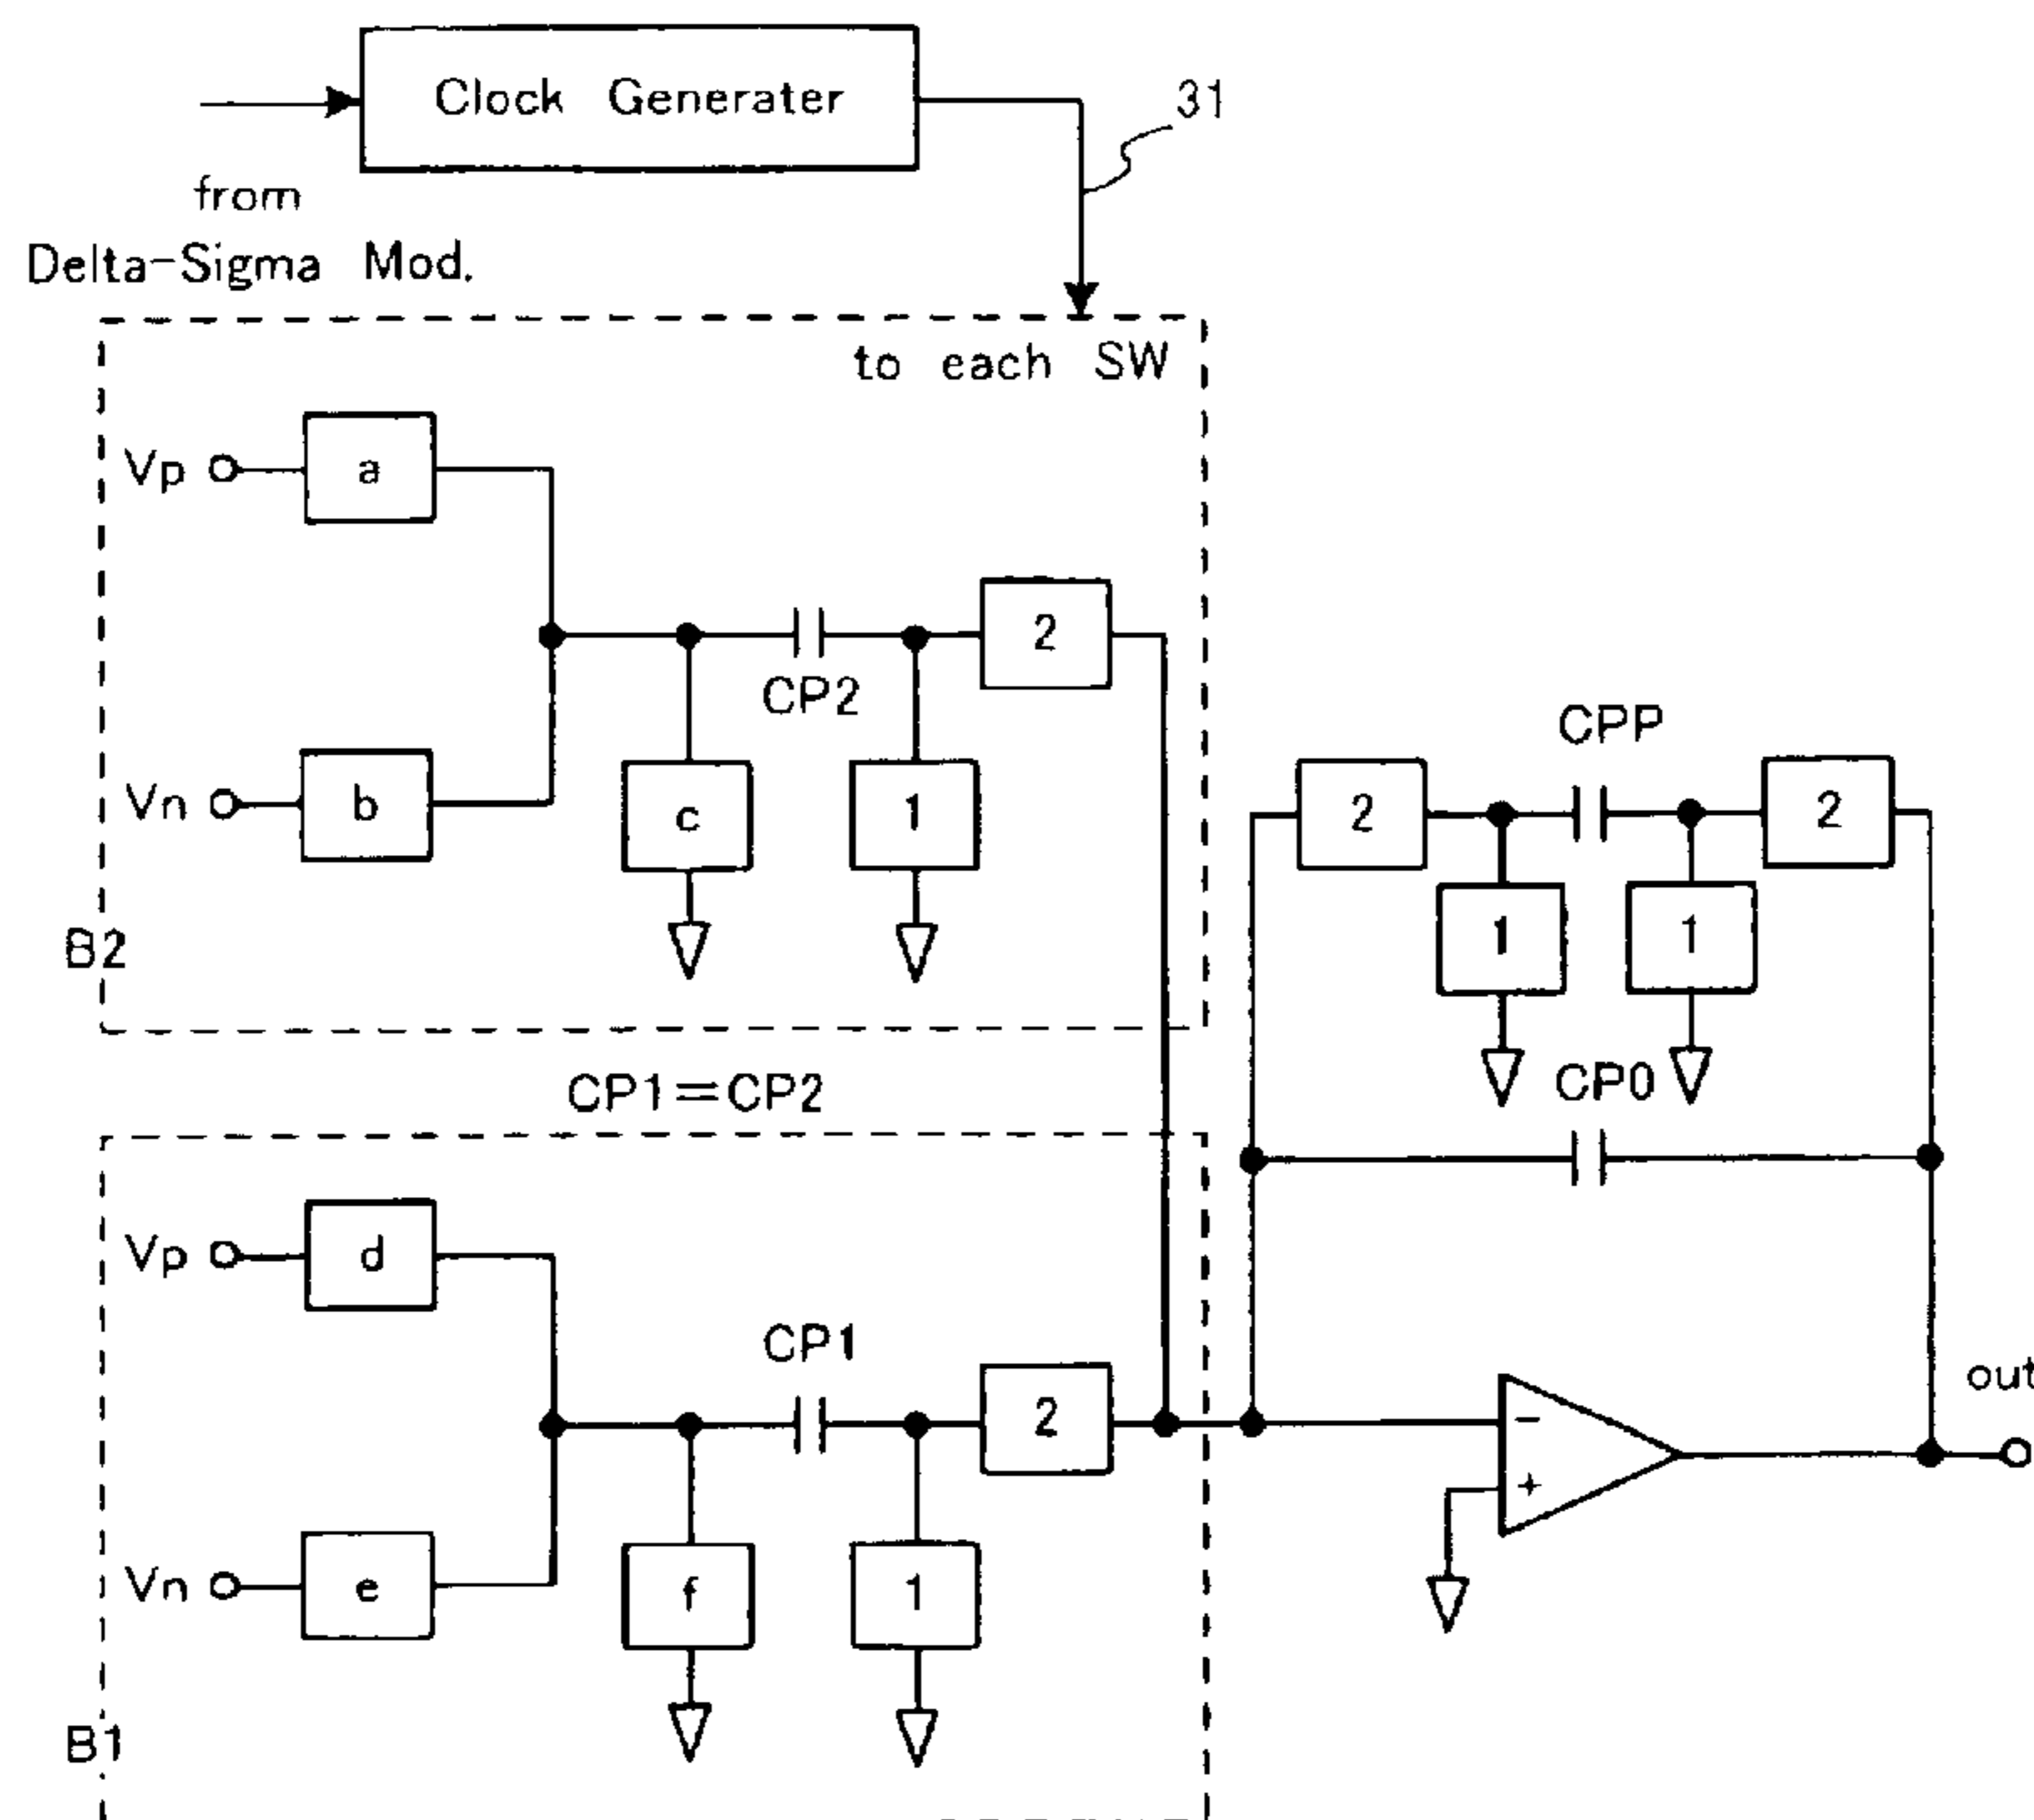 Clock Generater
31
from
Delta-Sigma Mod.
to each SW
Vp
a
2
CP2
Vn
b
c
1
B2
CPP
2
2
1
1
CP0
CP1=CP2
Vp
d
CP1
2
Vn
e
f
1
B1
−
+
out